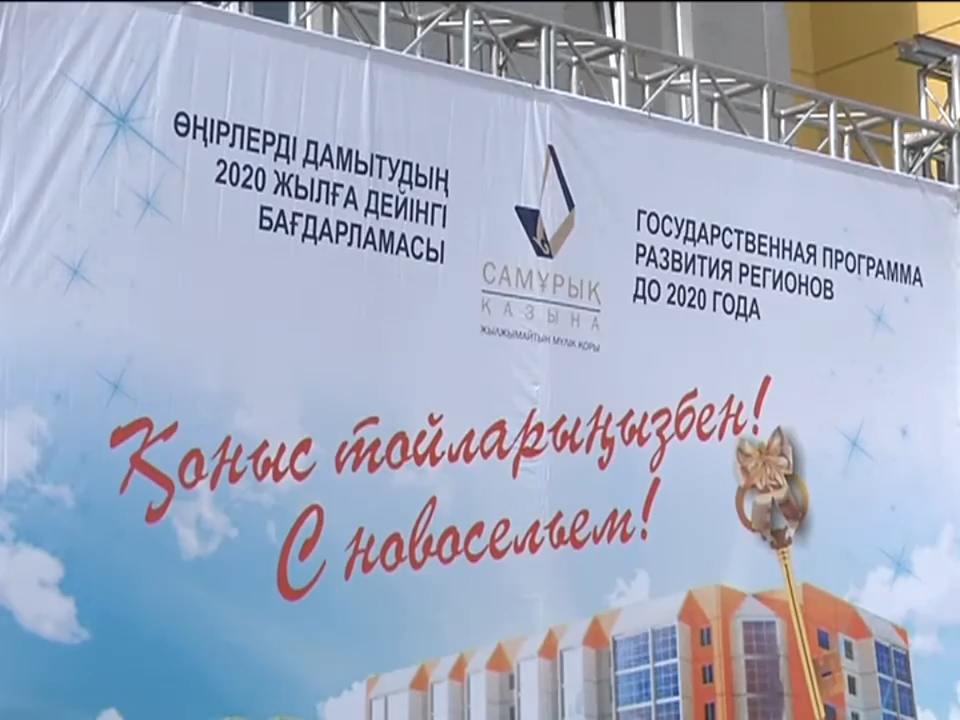 ӨҢІРЛЕРДІ ДАМЫТУДЫҢ
2020 ЖЫЛҒА ДЕЙІНГІ
БАҒДАРЛАМАСЫ
САМҰРЫҚ
ҚАЗЫНА
ЖЫЛЖЫМАЙТЫН МҮЛІК ҚОРЫ
ГОСУДАРСТВЕННАЯ ПРОГРАММА
РАЗВИТИЯ РЕГИОНОВ
ДО 2020 ГОДА
Қоныс тойларыңызбен!
С новосельем!